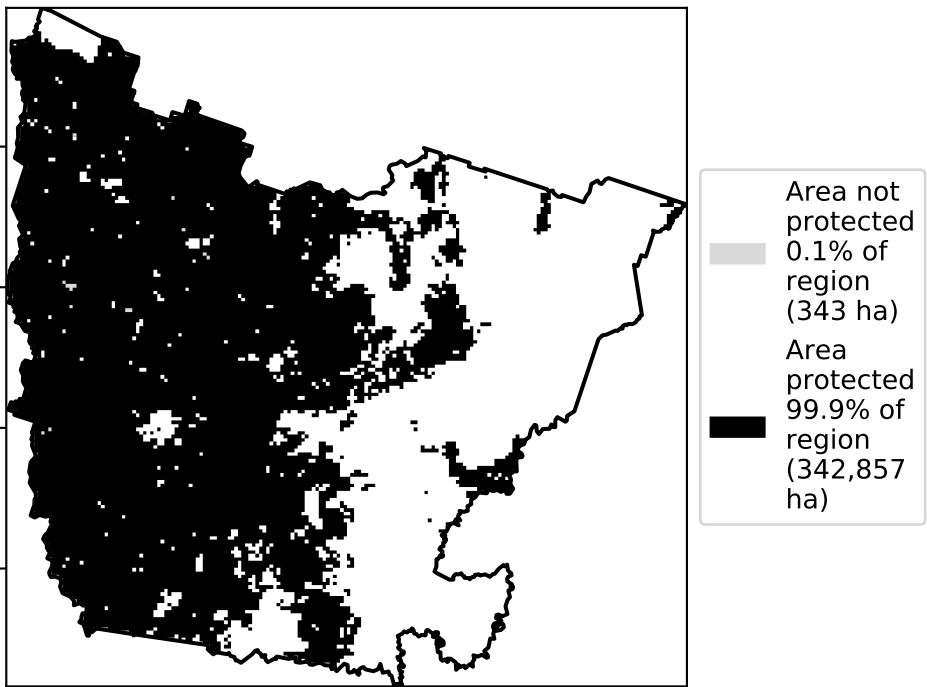 Area not
protected
0.1% of
region
(343 ha)
Area
protected
99.9% of
region
(342,857
ha)